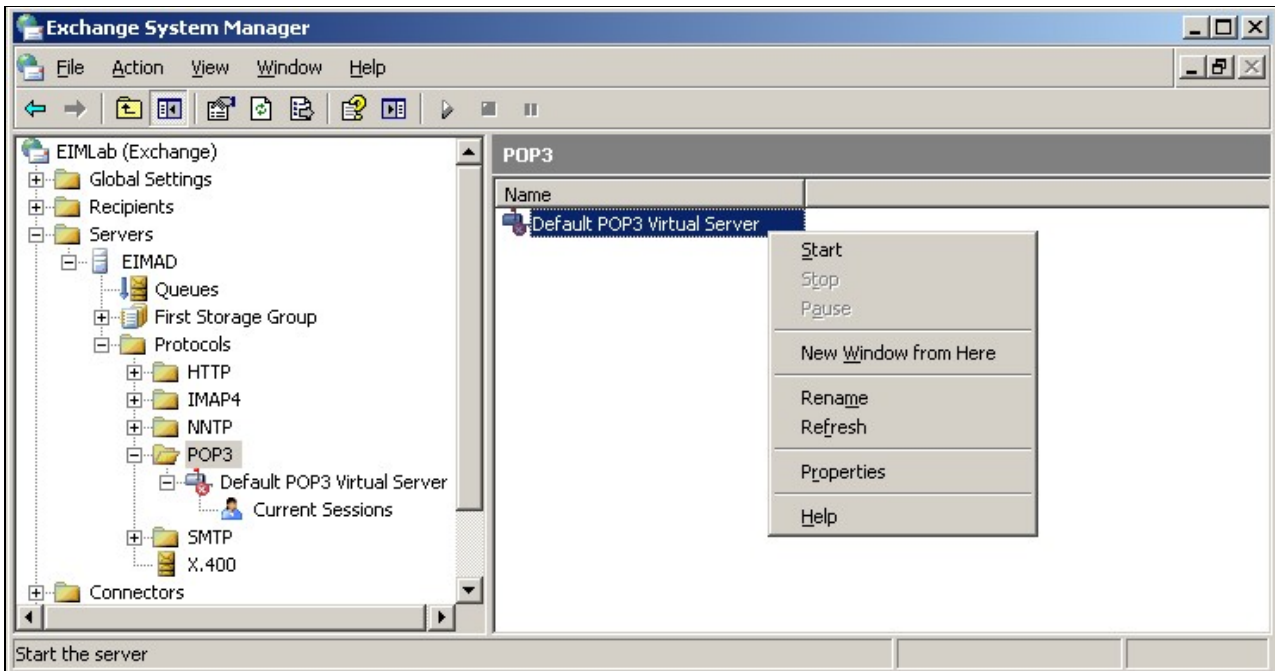 Exchange System Manager
File Action View Window Help
EIMLab (Exchange)
Global Settings
Recipients
Servers
EIMAD
Queues
First Storage Group
Protocols
HTTP
IMAP4
NNTP
POP3
Default POP3 Virtual Server
Current Sessions
SMTP
X.400
Connectors
POP3
Name
Default POP3 Virtual Server
Start
Stop
Pause
New Window from Here
Rename
Refresh
Properties
Help
Start the server